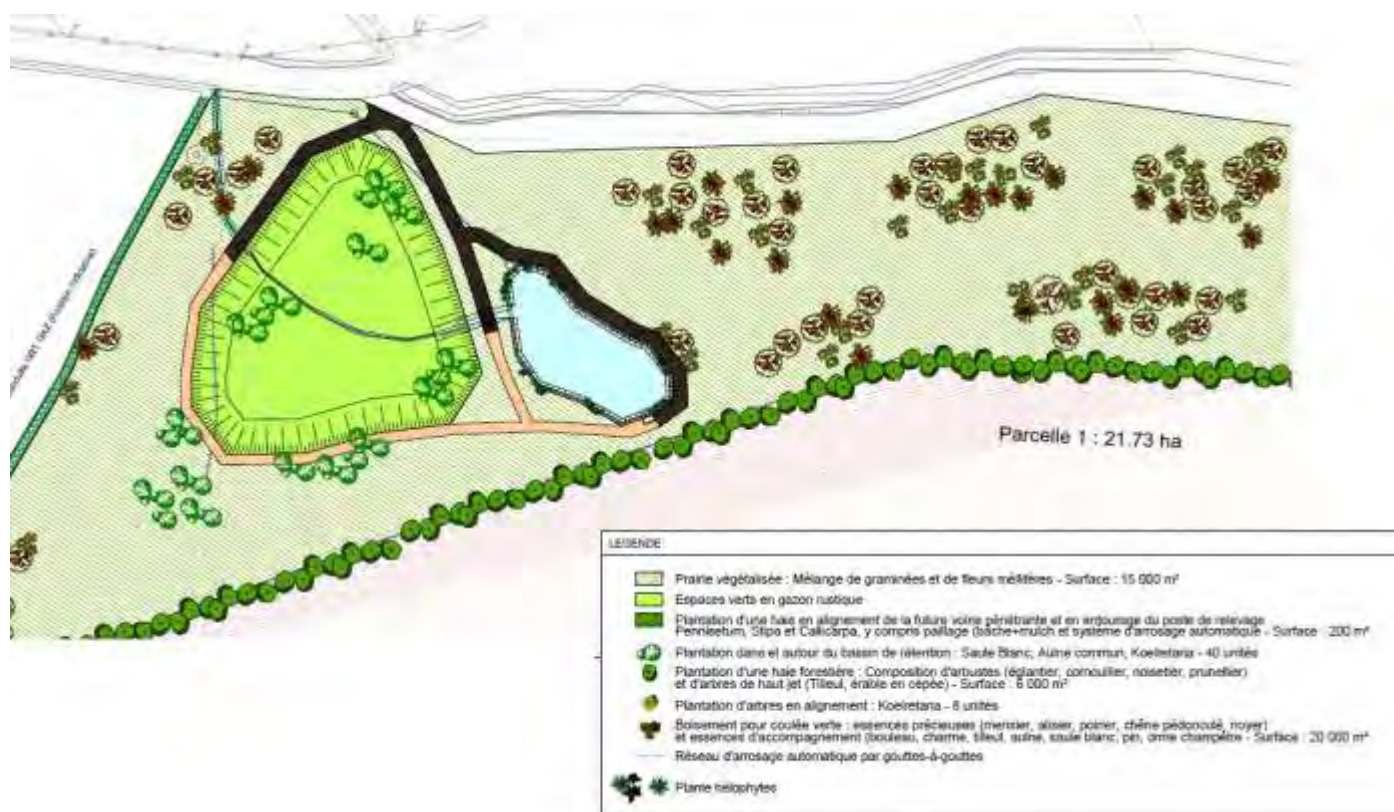 Parcelle 1 : 21.73 ha
LEGENDE
Prairie végétalisée : Mélange de graminées et de fleurs mellifères - Surface : 15 000 m²
Espaces verts en gazon rustique
Plantation d'une haie en alignement de la future voirie pénétrante et en entourage du poste de relevage
Pennisetum, Stipa et Callicarpa, y compris paillage (bâche+mulch et système d'arrosage automatique - Surface : 200 m²
Plantation dans et autour du bassin de rétention : Saule Blanc, Aulne commun, Koelretaria - 40 unités
Plantation d'une haie forestière : Composition d'arbustes (églantier, cornouiller, noisetier, prunellier)
et d'arbres de haut jet (Tilleul, érable en cépée) - Surface : 6 000 m²
Plantation d'arbres en alignement : Koelretaria - 8 unités
Boisement pour coulée verte : essences précieuses (merisier, alisier, poirier, chêne pédonculé, noyer)
et essences d'accompagnement (bouleau, charme, tilleul, aulne, saule blanc, pin, orme champêtre - Surface : 20 000 m²
Réseau d'arrosage automatique par gouttes-à-gouttes
Plante hélophytes